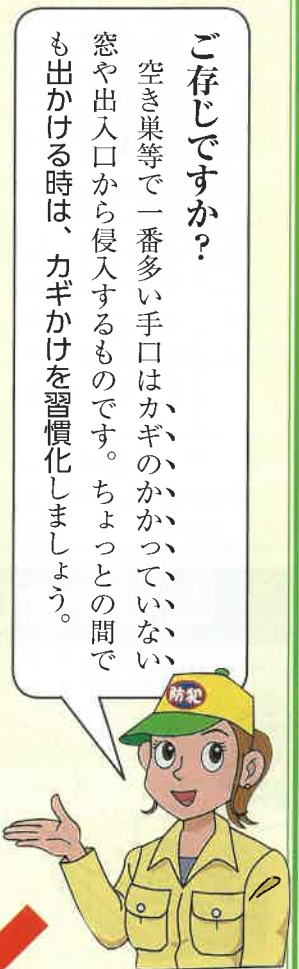 ご存じですか?
空き巣等で一番多い手口はカギのかかっていない
窓や出入口から侵入するものです。ちょっとの間で
も出かける時は、カギかけを習慣化しましょう。
防犯